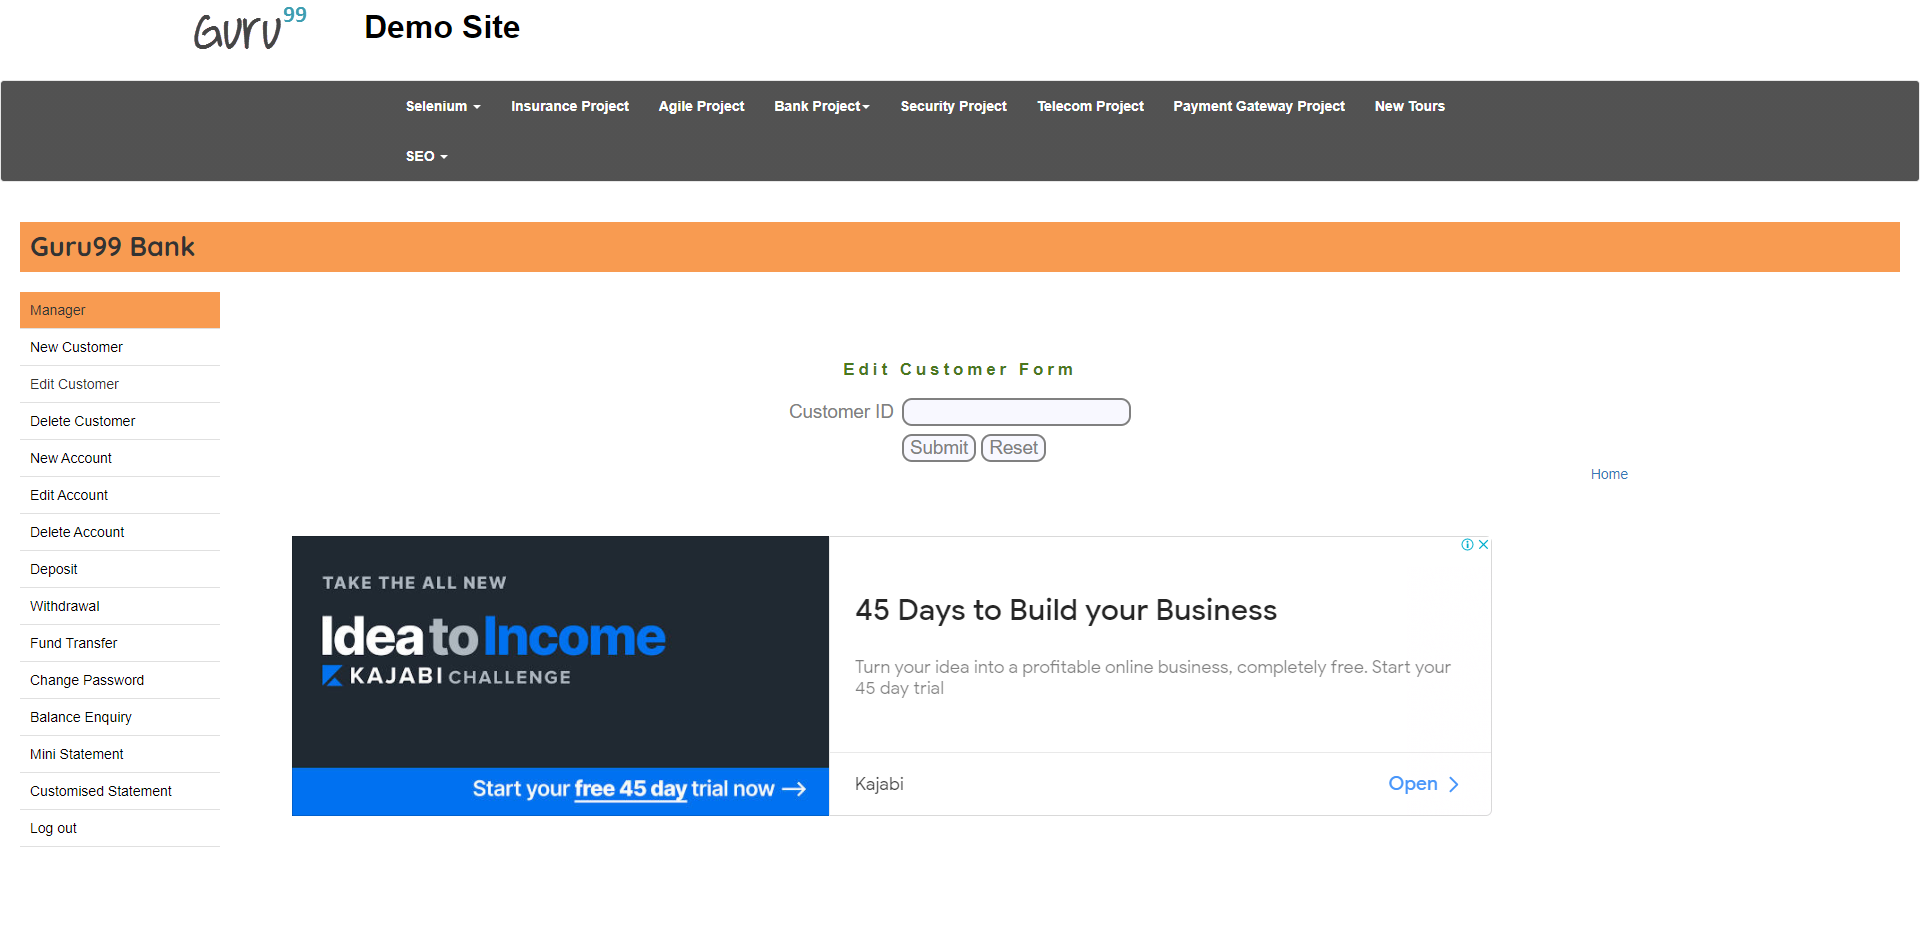 Guru99
Demo Site
Selenium
Insurance Project
Agile Project
Bank Project
Security Project
Telecom Project
Payment Gateway Project
New Tours
SEO
Guru99 Bank
Manager
New Customer
Edit Customer
Delete Customer
New Account
Edit Account
Delete Account
Deposit
Withdrawal
Fund Transfer
Change Password
Balance Enquiry
Mini Statement
Customised Statement
Log out
Edit Customer Form
Customer ID
Submit Reset
Home
TAKE THE ALL NEW
Idea to Income
KAJABI CHALLENGE
Start your free 45 day trial now →
45 Days to Build your Business
Turn your idea into a profitable online business, completely free. Start your
45 day trial
Kajabi
Open